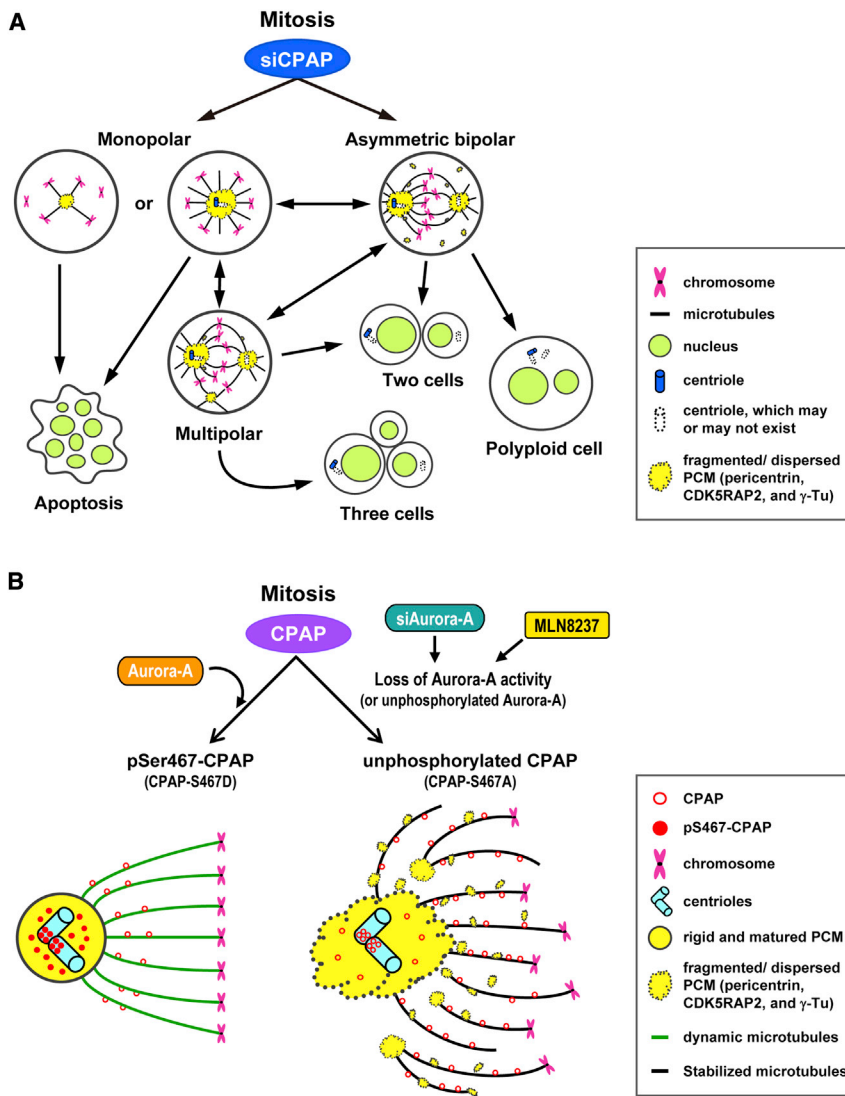 A
Mitosis
siCPAP
Monopolar
Asymmetric bipolar
or
Two cells
Multipolar
Polyploid cell
Apoptosis
Three cells
chromosome
microtubules
nucleus
centriole
centriole, which may
or may not exist
fragmented/ dispersed
PCM (pericentrin,
CDK5RAP2, and γ-Tu)
B
Mitosis
CPAP
siAurora-A
MLN8237
Aurora-A
Loss of Aurora-A activity
(or unphosphorylated Aurora-A)
pSer467-CPAP
(CPAP-S467D)
unphosphorylated CPAP
(CPAP-S467A)
CPAP
pS467-CPAP
chromosome
centrioles
rigid and matured PCM
fragmented/ dispersed
PCM (pericentrin,
CDK5RAP2, and γ-Tu)
dynamic microtubules
Stabilized microtubules